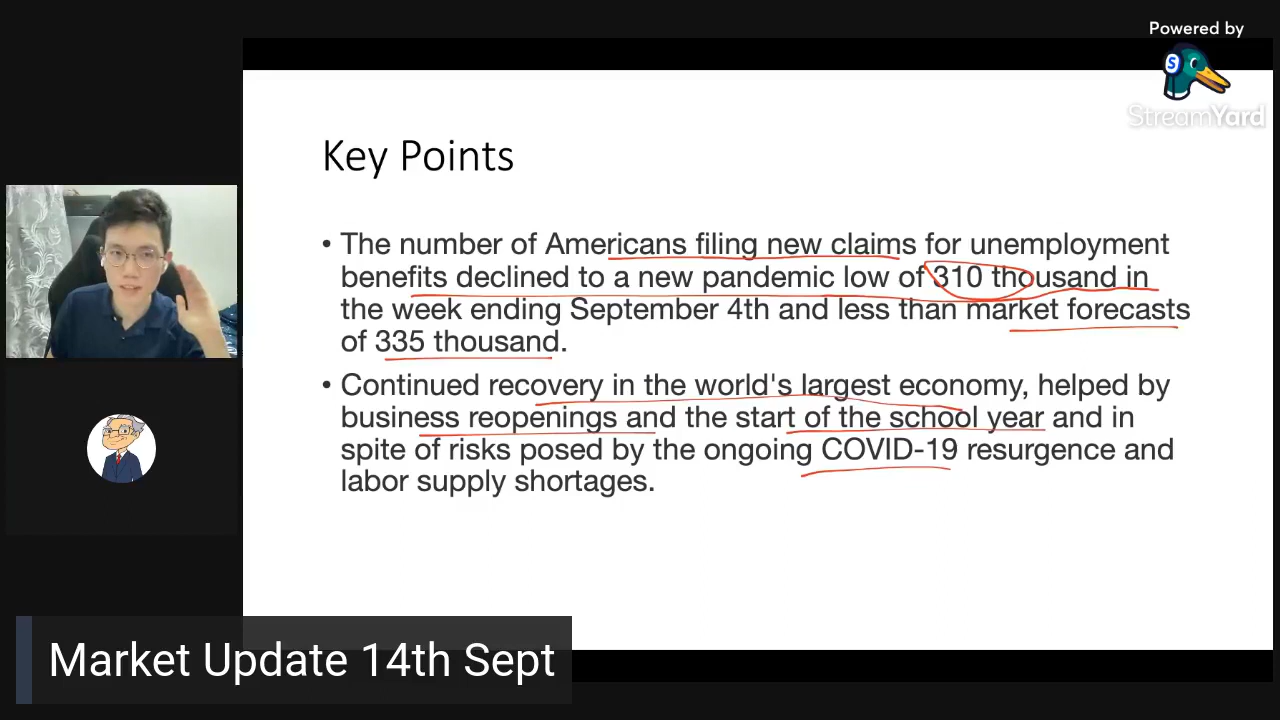 Powered by
S
StreamYard
Key Points
• The number of Americans filing new claims for unemployment
benefits declined to a new pandemic low of 310 thousand in
the week ending September 4th and less than market forecasts
of 335 thousand.
• Continued recovery in the world's largest economy, helped by
business reopenings and the start of the school year and in
spite of risks posed by the ongoing COVID-19 resurgence and
labor supply shortages.
Market Update 14th Sept